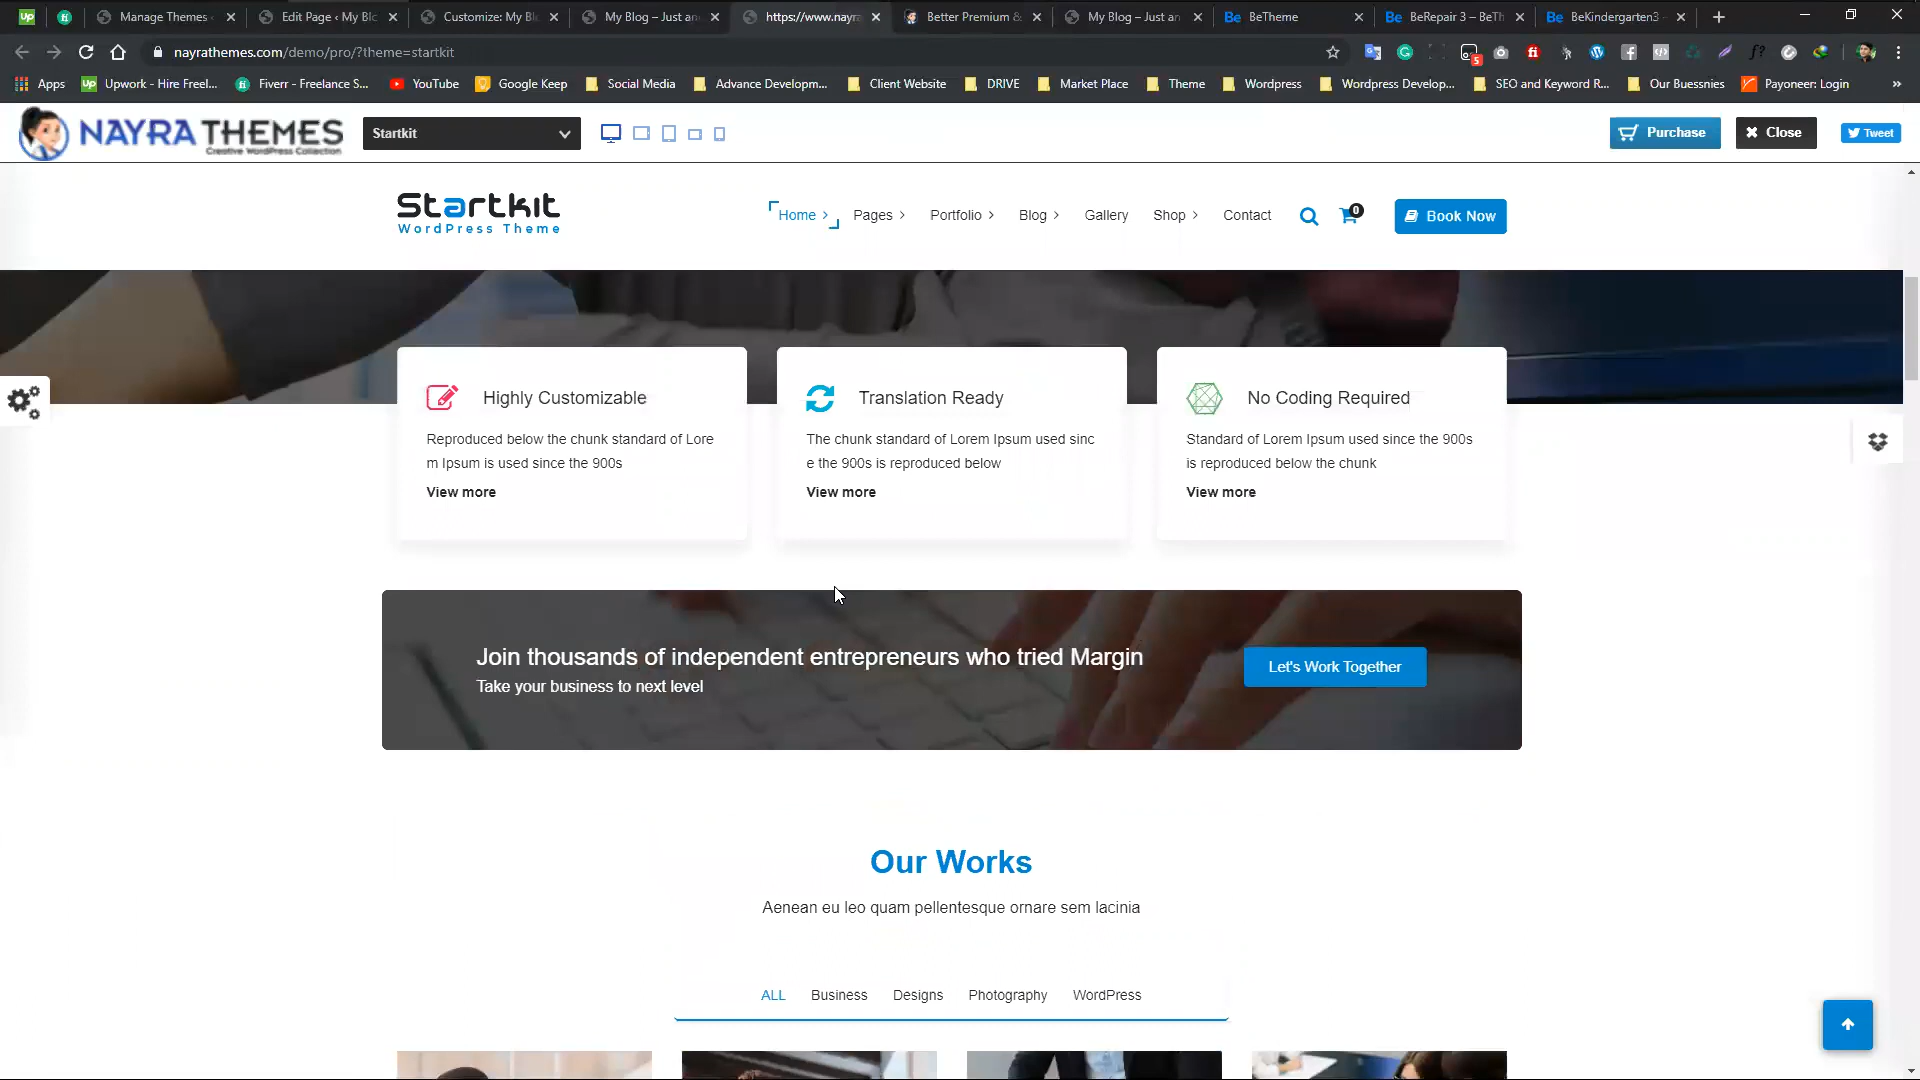 Up
fi
Manage Themes ‹
Edit Page ‹ My Blo
Customize: My Bl
My Blog – Just an
https://www.nayra
Better Premium &
My Blog – Just an
Be BeTheme
Be BeRepair 3 – BeTh
Be BeKindergarten3 –
nayrathemes.com/demo/pro/?theme=startkit
5
Apps
Up Upwork - Hire Freel...
fi Fiverr - Freelance S...
YouTube
Google Keep
Social Media
Advance Developm...
Client Website
DRIVE
Market Place
Theme
Wordpress
Wordpress Develop...
SEO and Keyword R...
Our Buessnies
Payoneer: Login
»
NAYRA THEMES
Creative WordPress Collection
Startkit
Purchase
Close
Tweet
Startkit
WordPress Theme
Home
Pages
Portfolio
Blog
Gallery
Shop
Contact
0
Book Now
Highly Customizable
Reproduced below the chunk standard of Lore
m Ipsum is used since the 900s
View more
Translation Ready
The chunk standard of Lorem Ipsum used sinc
e the 900s is reproduced below
View more
No Coding Required
Standard of Lorem Ipsum used since the 900s
is reproduced below the chunk
View more
Join thousands of independent entrepreneurs who tried Margin
Take your business to next level
Let's Work Together
Our Works
Aenean eu leo quam pellentesque ornare sem lacinia
ALL
Business
Designs
Photography
WordPress